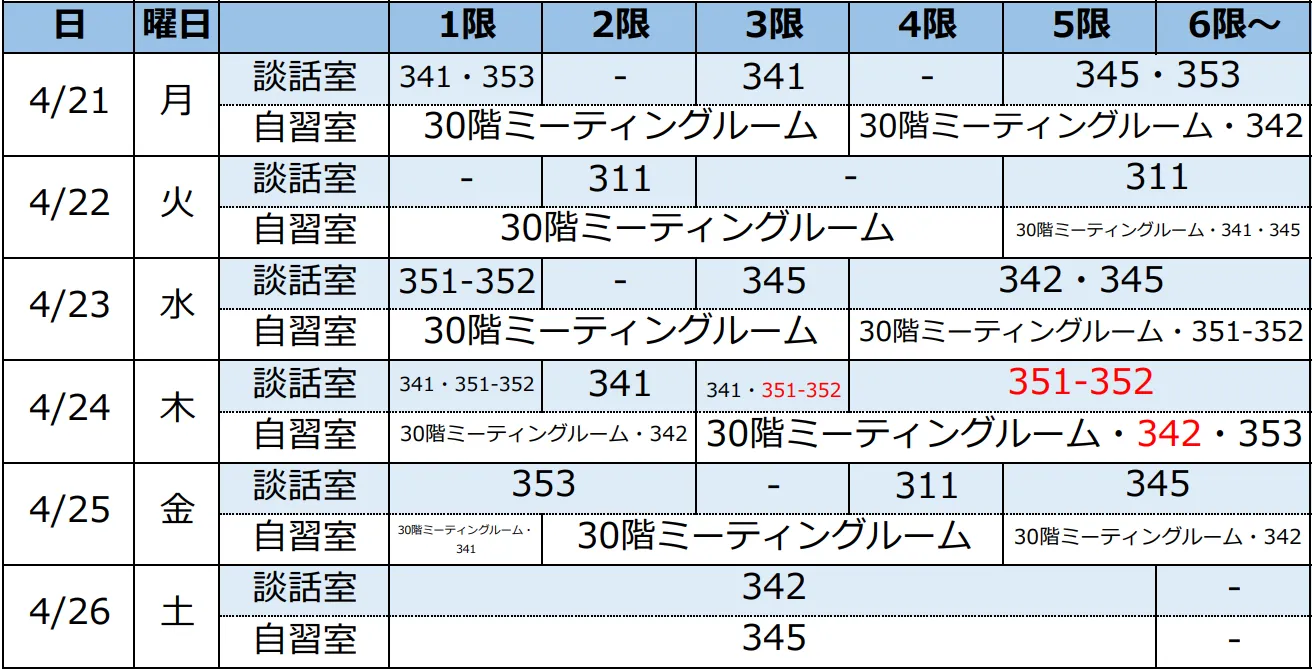 日 曜日 1限 2限 3限 4限 5限 6限～
4/21 月 談話室 341・353 - 341 - 345・353
自習室 30階ミーティングルーム 30階ミーティングルーム・342
4/22 火 談話室 - 311 - 311
自習室 30階ミーティングルーム 30階ミーティングルーム・341・345
4/23 水 談話室 351-352 - 345 342・345
自習室 30階ミーティングルーム 30階ミーティングルーム・351-352
4/24 木 談話室 341・351-352 341 341・351-352 351-352
自習室 30階ミーティングルーム・342 30階ミーティングルーム・342・353
4/25 金 談話室 353 - 311 345
自習室 30階ミーティングルーム・
341 30階ミーティングルーム 30階ミーティングルーム・342
4/26 土 談話室 342 -
自習室 345 -